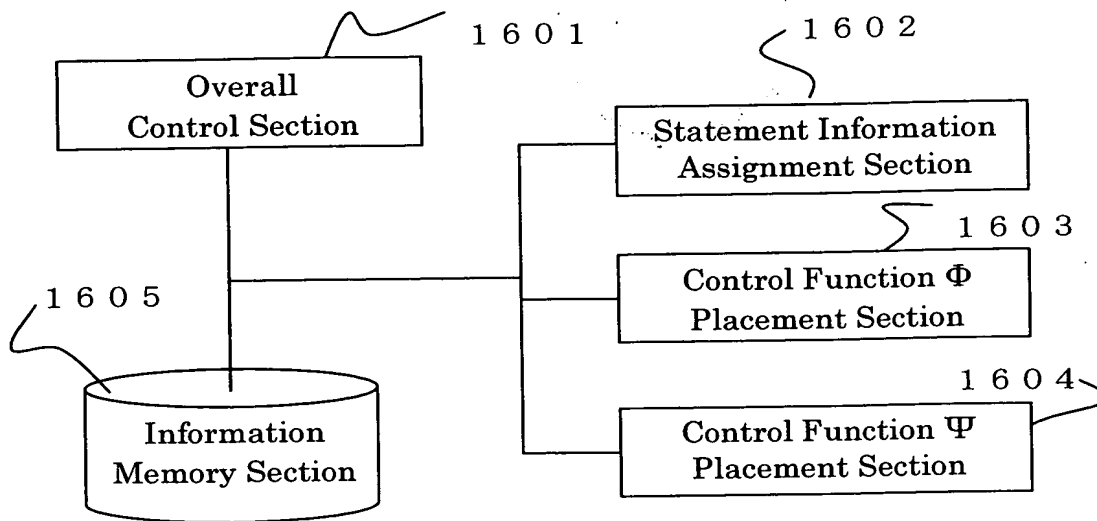 1601
Overall
Control Section
1602
Statement Information
Assignment Section
1603
Control Function Φ
Placement Section
1604
Control Function Ψ
Placement Section
1605
Information
Memory Section